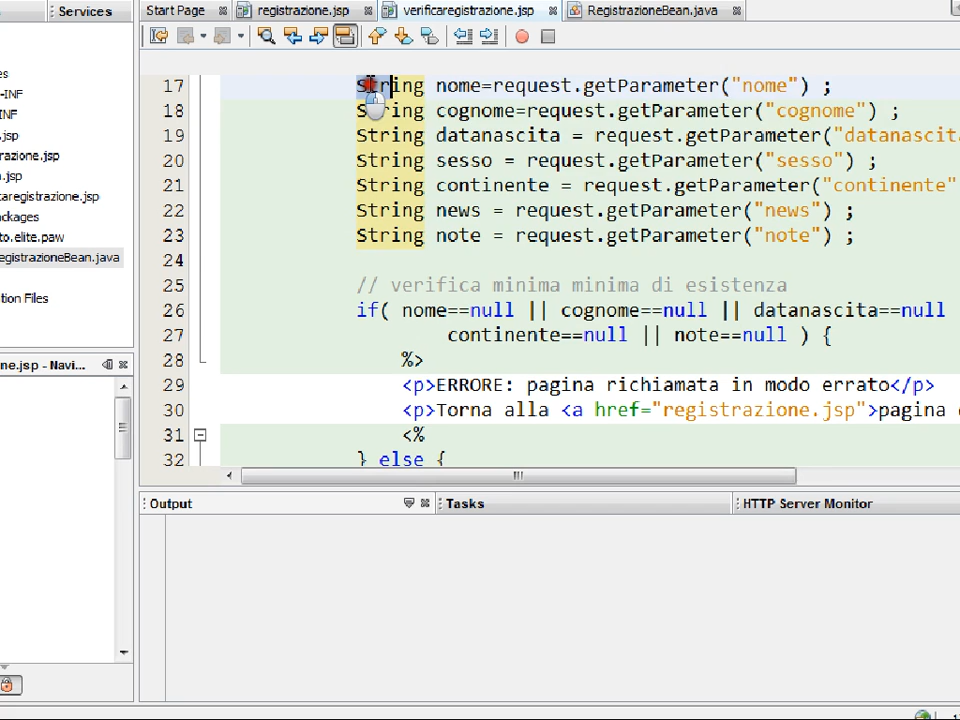 Services
Start Page
registrazione.jsp
verificaregistrazione.jsp
RegistrazioneBean.java
17 String nome=request.getParameter("nome") ;
18 String cognome=request.getParameter("cognome") ;
19 String datanascita = request.getParameter("datanascita
20 String sesso = request.getParameter("sesso") ;
21 String continente = request.getParameter("continente"
22 String news = request.getParameter("news") ;
23 String note = request.getParameter("note") ;
24
25 // verifica minima minima di esistenza
26 if( nome==null || cognome==null || datanascita==null
27 continente==null || note==null ) {
28 %>
29 <p>ERRORE: pagina richiamata in modo errato</p>
30 <p>Torna alla <a href="registrazione.jsp">pagina
31 <%
32 } else {
es
-INF
INF
.jsp
razione.jsp
a.jsp
caregistrazione.jsp
ackages
to.elite.paw
egistrazioneBean.java
tion Files
ne.jsp - Navi...
Output
Tasks
HTTP Server Monitor